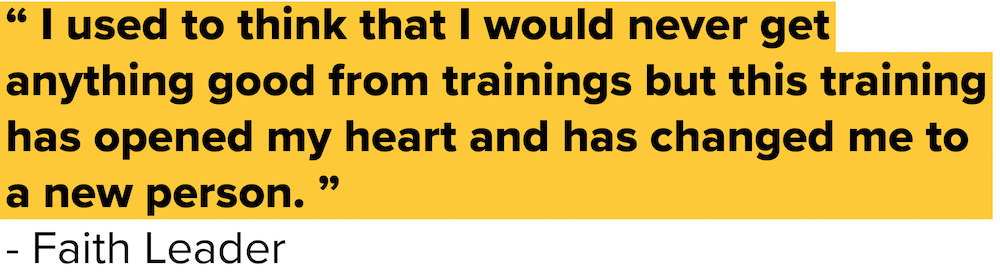 “ I used to think that I would never get
anything good from trainings but this training
has opened my heart and has changed me to
a new person. ”
- Faith Leader